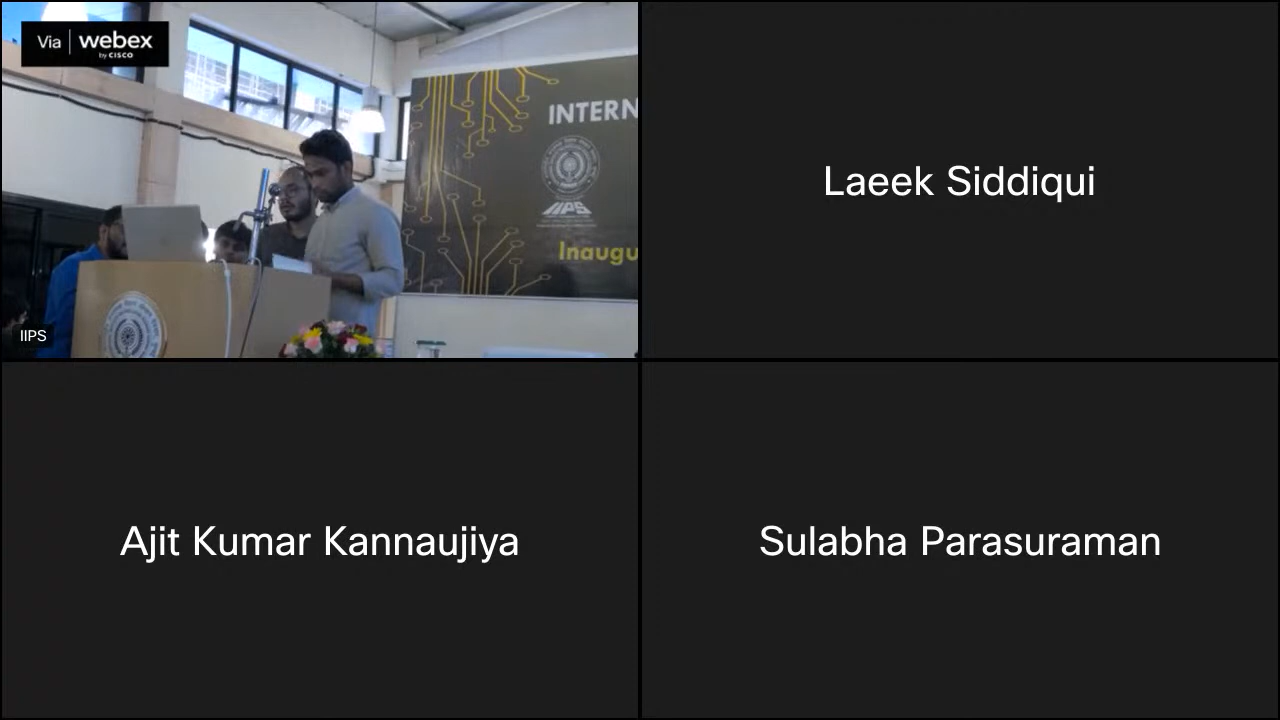 Via | webex
by CISCO
INTERN
IIPS
Inaugu
IIPS
Laeek Siddiqui
Ajit Kumar Kannaujiya
Sulabha Parasuraman